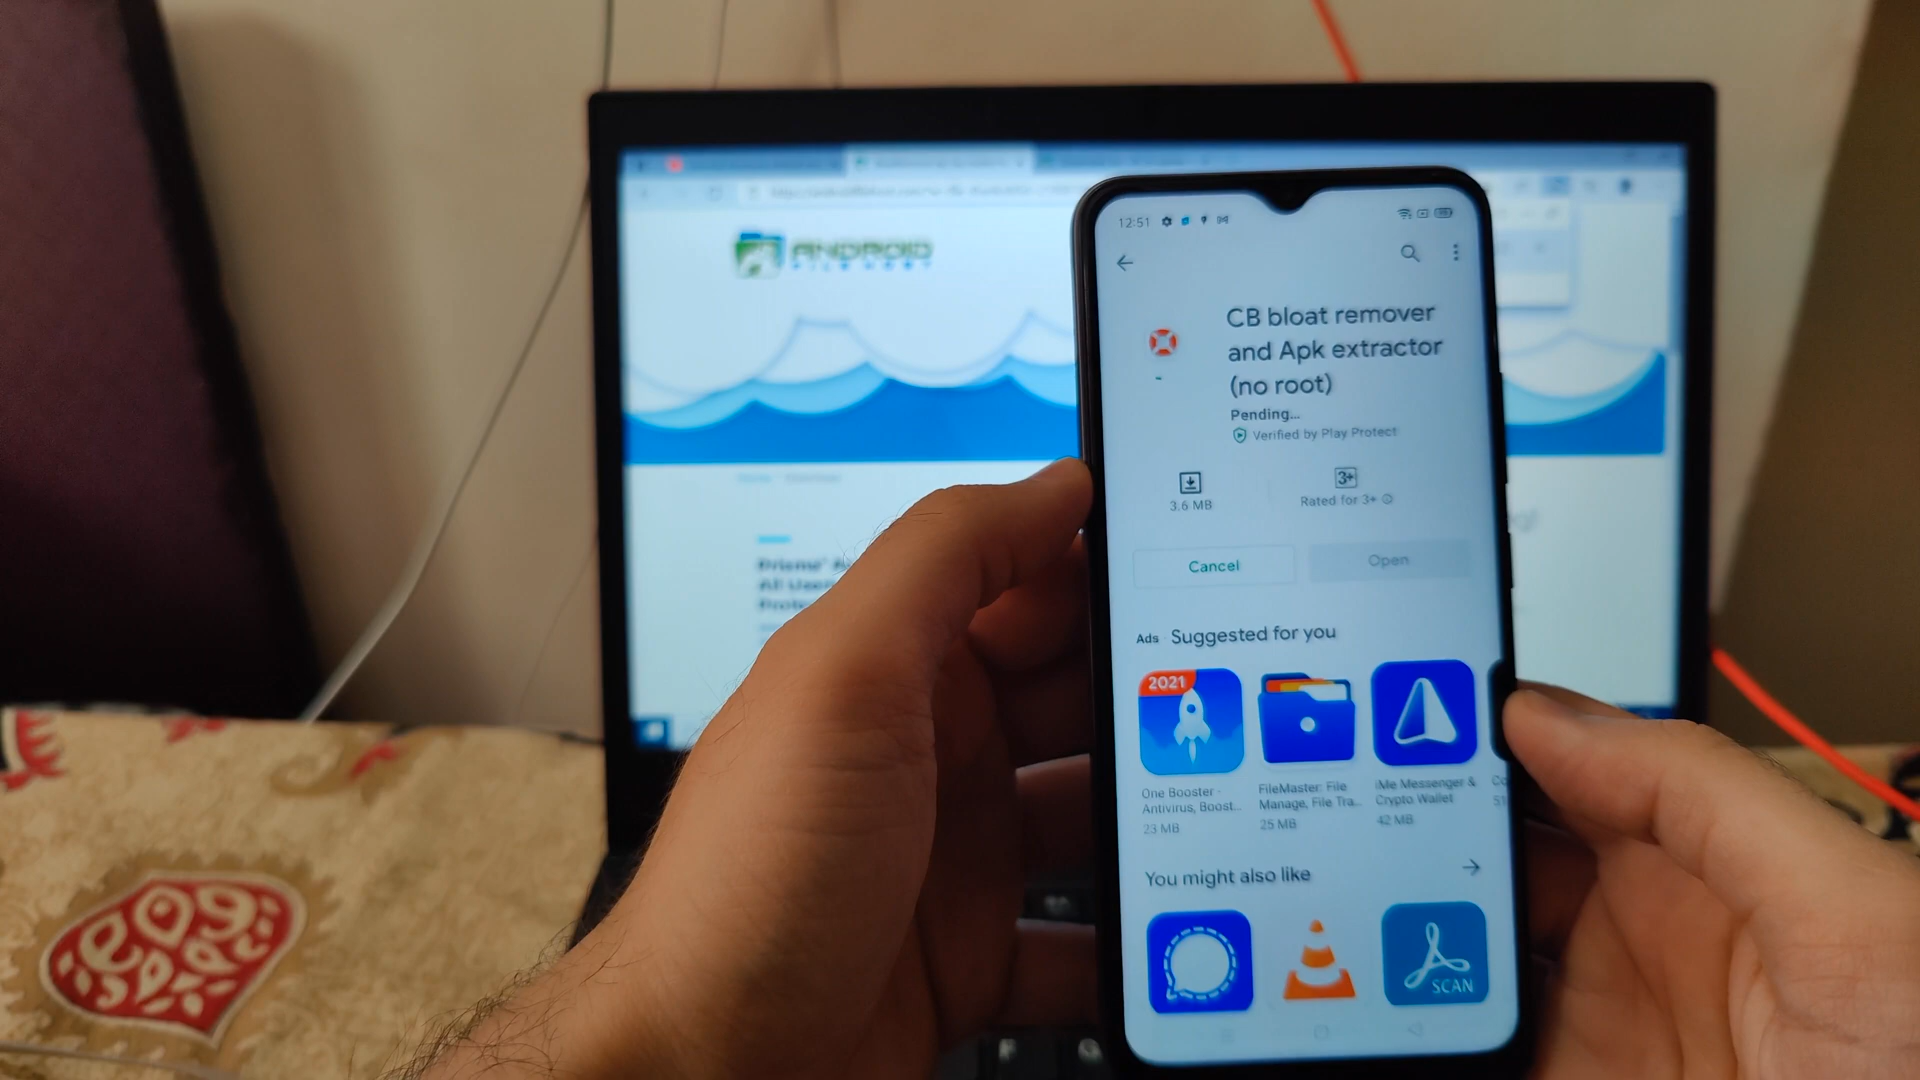 ANDROID
12:51
CB bloat remover
and Apk extractor
(no root)
Pending...
Verified by Play Protect
3.6 MB
3+
Rated for 3+
Cancel
Open
Ads
Suggested for you
2021
One Booster -
Antivirus, Boost...
23 MB
FileMaster: File
Manage, File Tra...
25 MB
iMe Messenger &
Crypto Wallet
42 MB
You might also like
SCAN
F
G